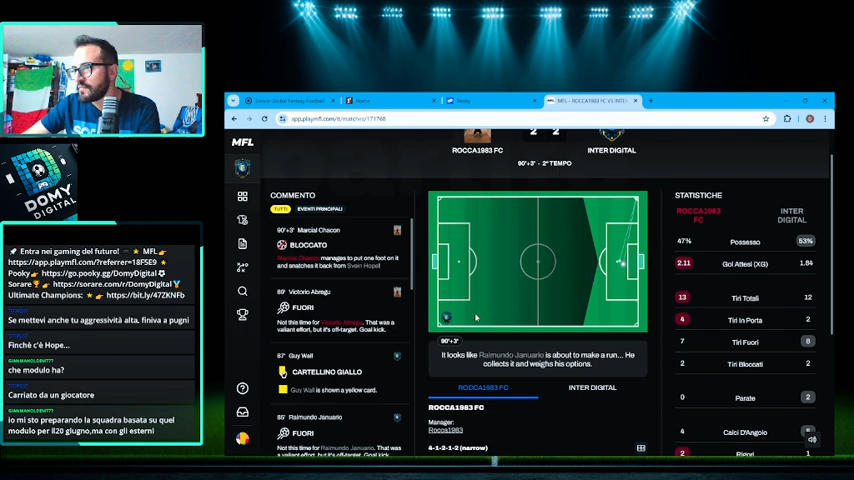 Sorare Global Fantasy Football
Home
Pooky
MFL - ROCCA1983 FC VS INTE
app.playmfl.com/it/matches/171768
MFL
ROCCA1983 FC
2 2
INTER DIGITAL
90'+3' - 2° TEMPO
COMMENTO
TUTTI
EVENTI PRINCIPALI
90'+3' Marcial Chacon
BLOCCATO
Marcial Chacon manages to put one foot on it
and snatches it back from Svein Hope!!
89' Victorio Abregu
FUORI
Not this time for Victorio Abregu. That was a
valiant effort, but it's off-target. Goal kick.
87' Guy Wall
CARTELLINO GIALLO
Guy Wall is shown a yellow card.
85' Raimundo Januario
FUORI
Not this time for Raimundo Januario. That was a
valiant effort, but it's off-target. Goal kick.
90'+3'
It looks like Raimundo Januario is about to make a run... He
collects it and weighs his options.
ROCCA1983 FC
INTER DIGITAL
ROCCA1983 FC
Manager:
Rocca1983
4-1-2-1-2 (narrow)
STATISTICHE
ROCCA1983 FC
INTER DIGITAL
47% Possesso 53%
2.11 Gol Attesi (XG) 1.84
13 Tiri Totali 12
4 Tiri In Porta 2
7 Tiri Fuori 8
2 Tiri Bloccati 2
0 Parate 2
4 Calci D'Angolo
2 Rigori 1
DOMY
DIGITAL
🚀 Entra nei gaming del futuro! ⭐ MFL 👉
https://app.playmfl.com/?referrer=18F5E9 ⭐
Pooky👉 https://go.pooky.gg/DomyDigital⚽
Sorare🏆👉 https://sorare.com/r/DomyDigital🏅
Ultimate Champions: ⭐👉 https://bit.ly/47ZKNFb
Se mettevi anche tu aggressività alta, finiva a pugni
Finchè c'è Hope...
che modulo ha?
Carriato da un giocatore
io mi sto preparando la squadra basata su quel
modulo per il20 giugno,ma con gli esterni